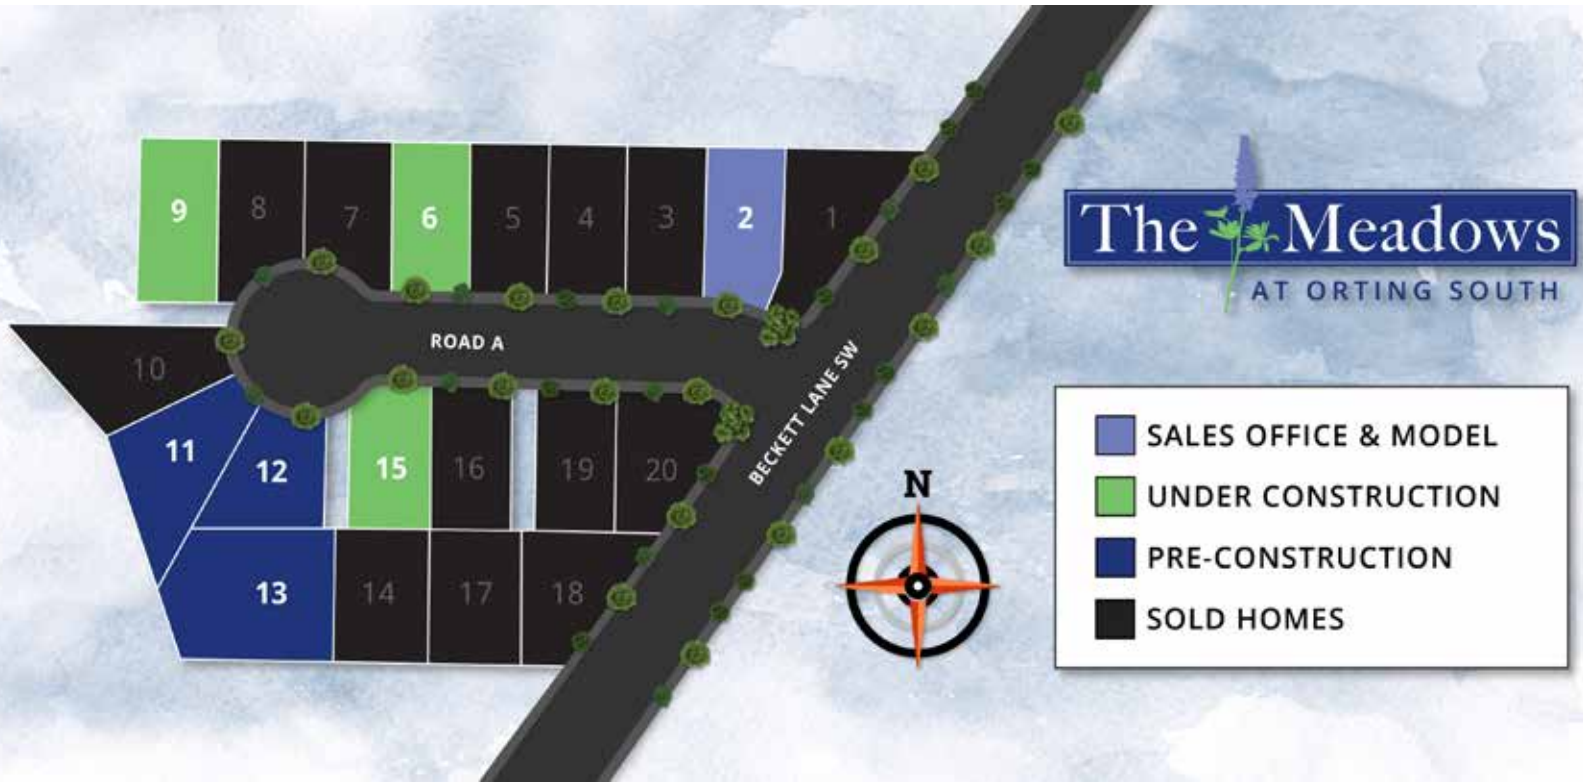 The Meadows
AT ORTING SOUTH
9
8
7
6
5
4
3
2
1
ROAD A
BECKETT LANE SW
10
11
12
15
16
19
20
13
14
17
18
N
SALES OFFICE & MODEL
UNDER CONSTRUCTION
PRE-CONSTRUCTION
SOLD HOMES